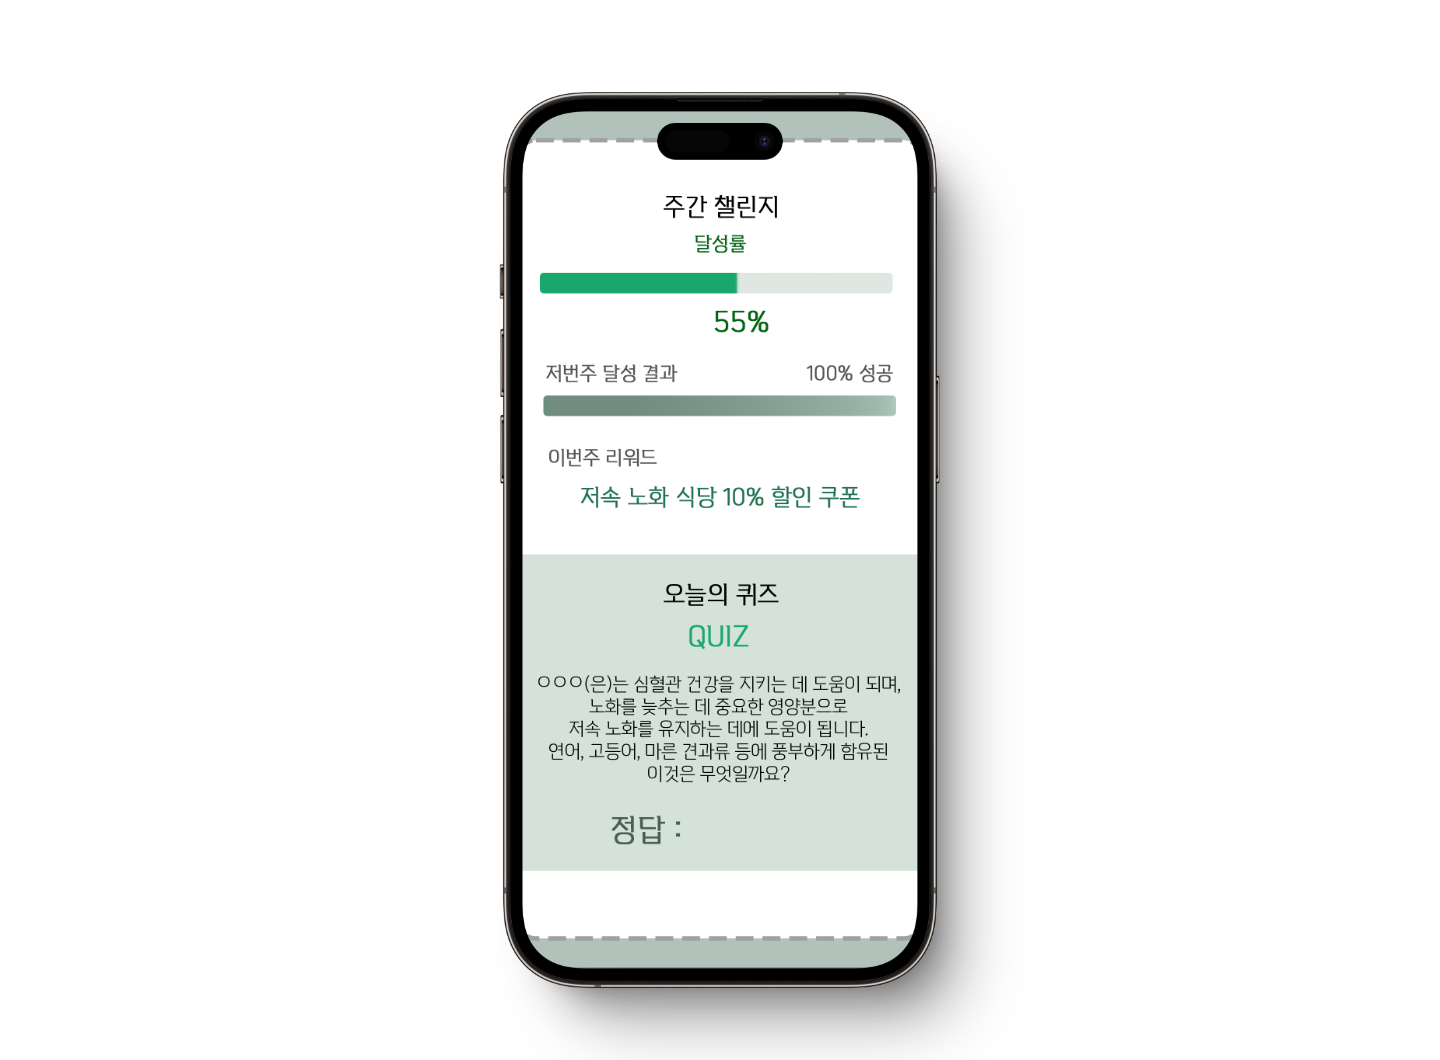 주간 챌린지
달성률
55%
저번주 달성 결과 100% 성공
이번주 리워드
저속 노화 식당 10% 할인 쿠폰
오늘의 퀴즈
QUIZ
ㅇㅇㅇ(은)는 심혈관 건강을 지키는 데 도움이 되며,
노화를 늦추는 데 중요한 영양분으로
저속 노화를 유지하는 데에 도움이 됩니다.
연어, 고등어, 마른 견과류 등에 풍부하게 함유된
이것은 무엇일까요?
정답 :